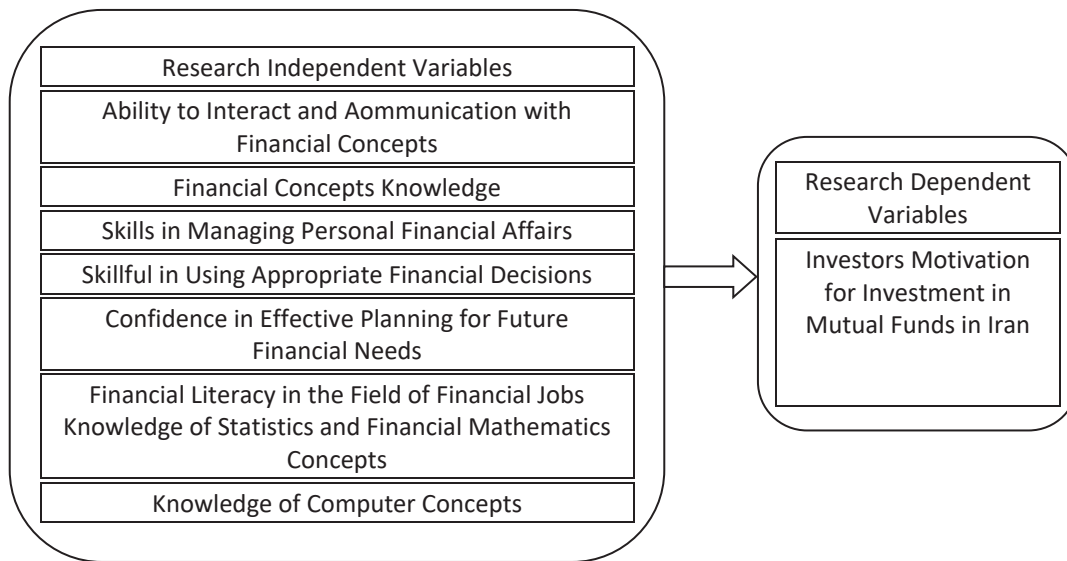 Research Independent Variables
Ability to Interact and Aommunication with
Financial Concepts
Financial Concepts Knowledge
Skills in Managing Personal Financial Affairs
Skillful in Using Appropriate Financial Decisions
Confidence in Effective Planning for Future
Financial Needs
Financial Literacy in the Field of Financial Jobs
Knowledge of Statistics and Financial Mathematics
Concepts
Knowledge of Computer Concepts
Research Dependent
Variables
Investors Motivation
for Investment in
Mutual Funds in Iran